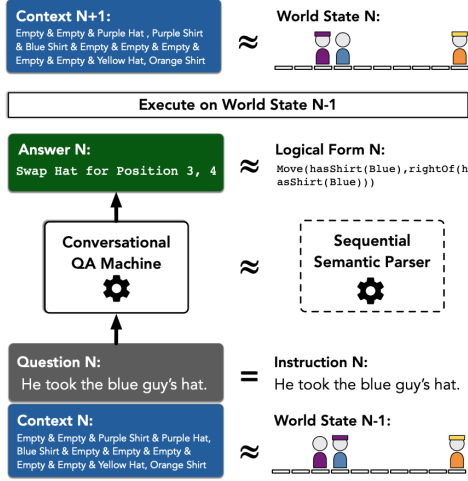 Context N+1:
Empty & Empty & Purple Hat , Purple Shirt
& Blue Shirt & Empty & Empty & Empty &
Empty & Empty & Yellow Hat, Orange Shirt
≈
World State N:
Execute on World State N-1
Answer N:
Swap Hat for Position 3, 4
≈
Logical Form N:
Move(hasShirt(Blue),rightOf(h
asShirt(Blue)))
Conversational
QA Machine
≈
Sequential
Semantic Parser
Question N:
He took the blue guy's hat.
=
Instruction N:
He took the blue guy's hat.
Context N:
Empty & Empty & Purple Shirt & Purple Hat,
Blue Shirt & Empty & Empty & Empty &
Empty & Empty & Yellow Hat, Orange Shirt
≈
World State N-1: